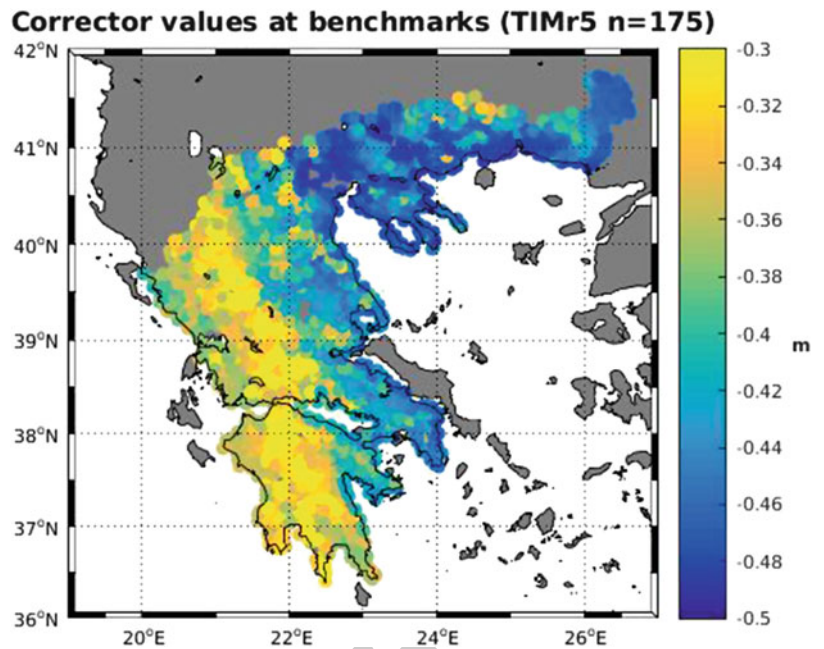 Corrector values at benchmarks (TIMr5 n=175)
42°N
41°N
40°N
39°N
38°N
37°N
36°N
20°E
22°E
24°E
26°E
-0.3
-0.32
-0.34
-0.36
-0.38
-0.4
-0.42
-0.44
-0.46
-0.48
-0.5
m